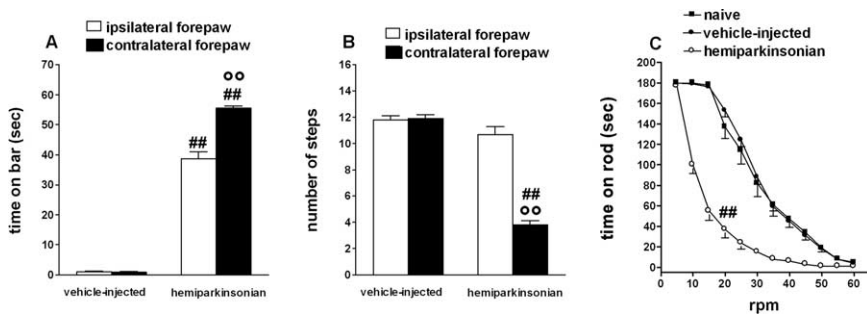 A
ipsilateral forepaw
contralateral forepaw
time on bar (sec)
70
60
50
40
30
20
10
0
##
oo
##
vehicle-injected
hemiparkinsonian
B
ipsilateral forepaw
contralateral forepaw
number of steps
16
14
12
10
8
6
4
2
0
##
oo
vehicle-injected
hemiparkinsonian
C
naive
vehicle-injected
hemiparkinsonian
time on rod (sec)
200
180
160
140
120
100
80
60
40
20
0
##
0 10 20 30 40 50 60
rpm